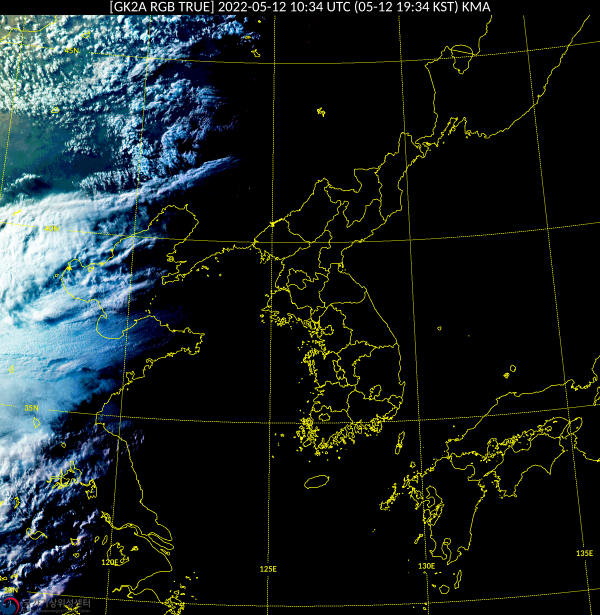 [GK2A RGB TRUE] 2022-05-12 10:34 UTC (05-12 19:34 KST) KMA
35N
120E
125E
130E
135E